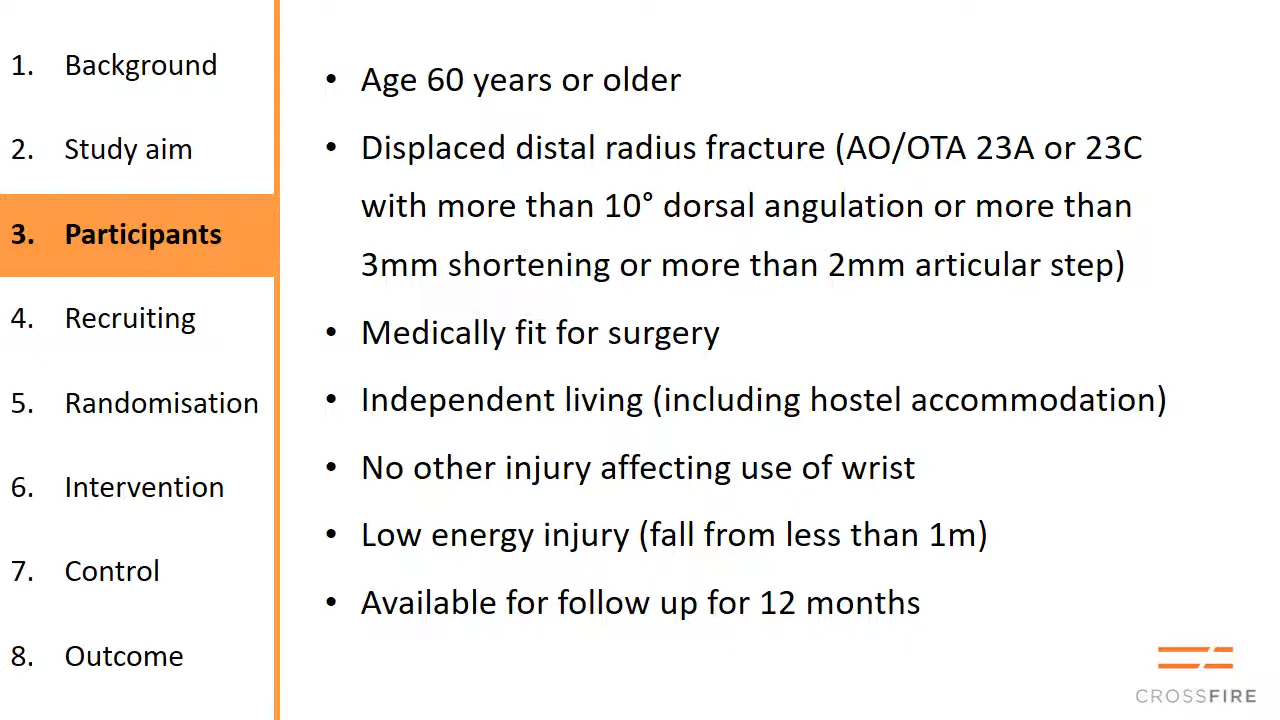 1. Background
2. Study aim
3. Participants
4. Recruiting
5. Randomisation
6. Intervention
7. Control
8. Outcome
• Age 60 years or older
• Displaced distal radius fracture (AO/OTA 23A or 23C
with more than 10° dorsal angulation or more than
3mm shortening or more than 2mm articular step)
• Medically fit for surgery
• Independent living (including hostel accommodation)
• No other injury affecting use of wrist
• Low energy injury (fall from less than 1m)
• Available for follow up for 12 months
CROSSFIRE